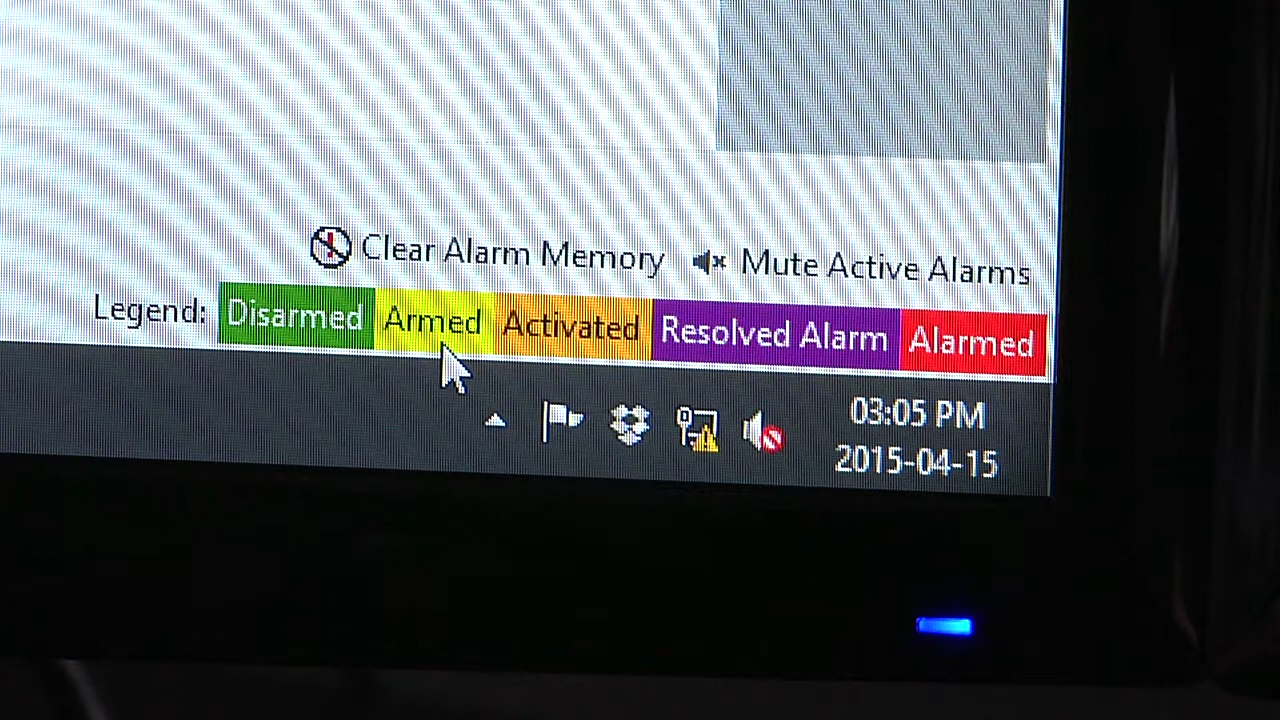 Clear Alarm Memory Mute Active Alarms
Legend: Disarmed Armed Activated Resolved Alarm Alarmed
03:05 PM
2015-04-15